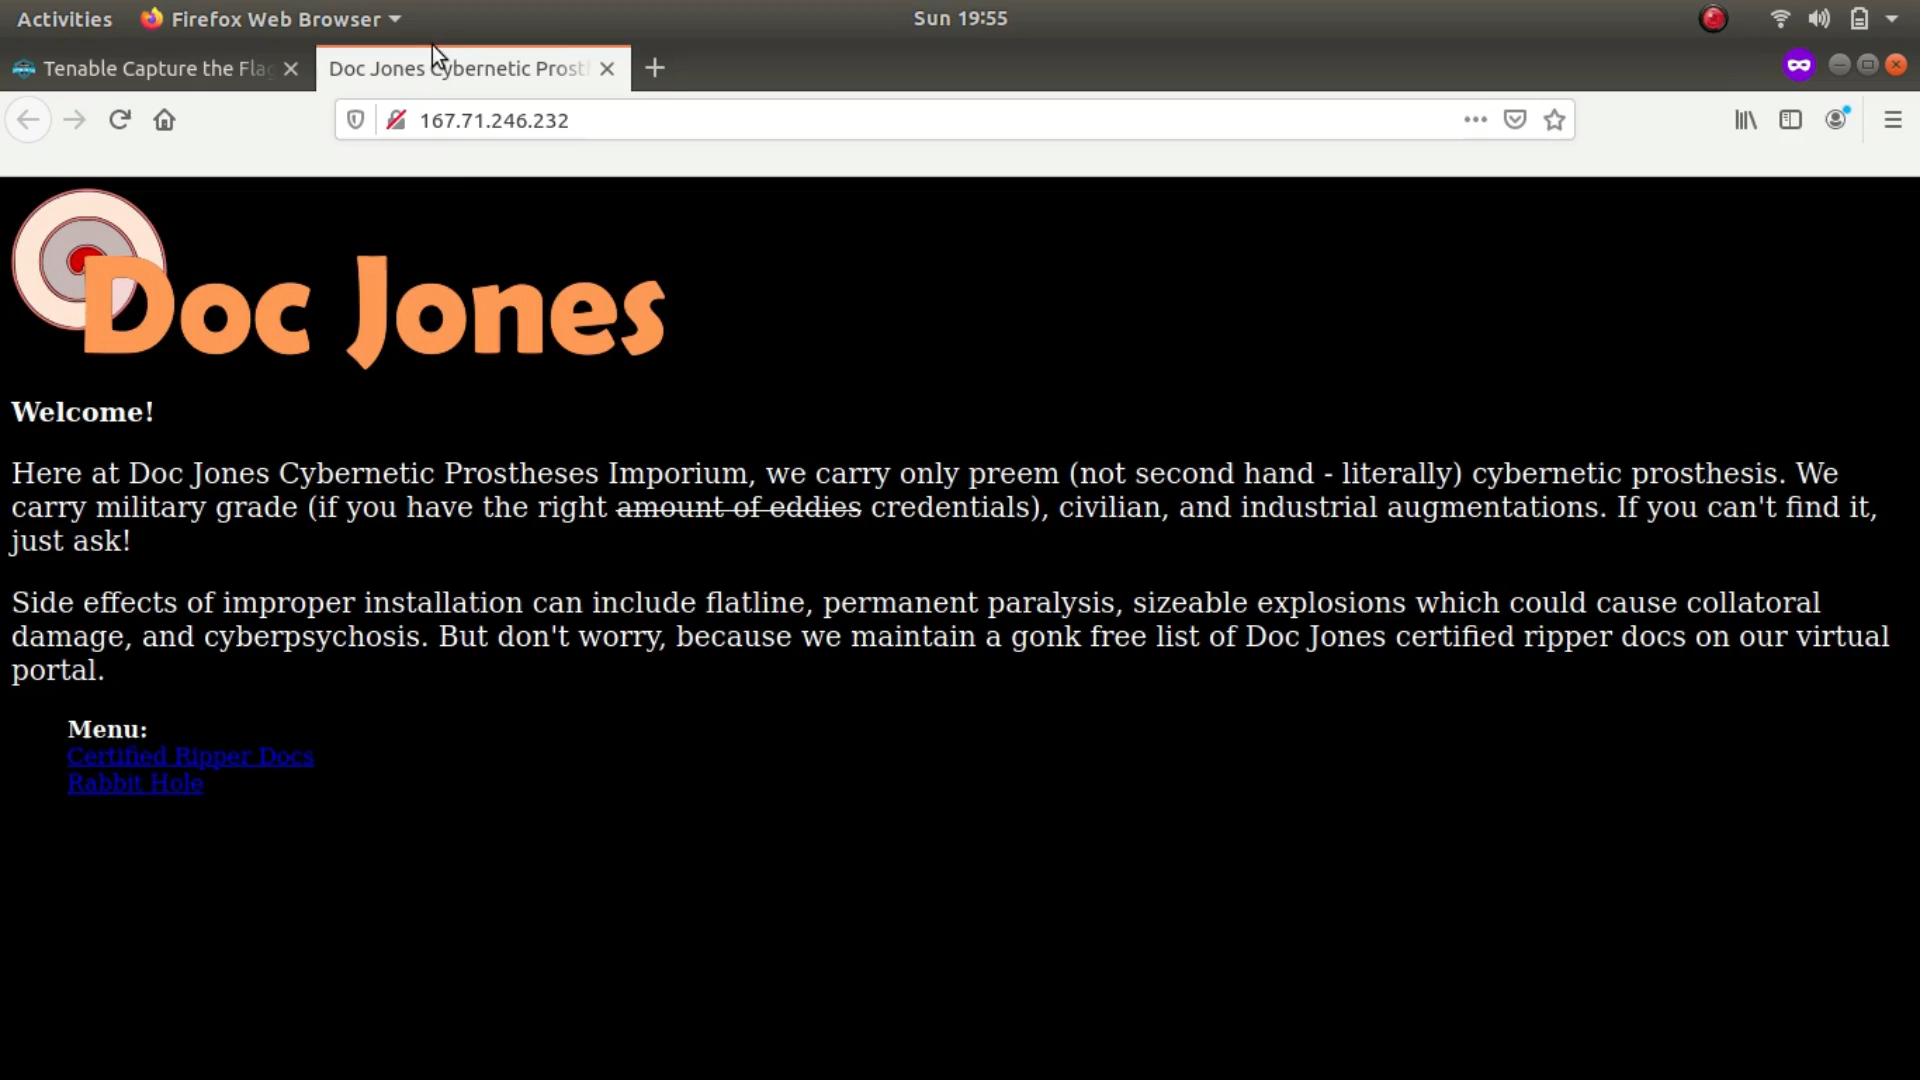 Activities Firefox Web Browser Sun 19:55
Tenable Capture the Fla Doc Jones Cybernetic Prost
167.71.246.232
Doc Jones
Welcome!
Here at Doc Jones Cybernetic Prostheses Imporium, we carry only preem (not second hand - literally) cybernetic prosthesis. We
carry military grade (if you have the right amount of eddies credentials), civilian, and industrial augmentations. If you can't find it,
just ask!
Side effects of improper installation can include flatline, permanent paralysis, sizeable explosions which could cause collatoral
damage, and cyberpsychosis. But don't worry, because we maintain a gonk free list of Doc Jones certified ripper docs on our virtual
portal.
Menu:
Certified Ripper Docs
Rabbit Hole